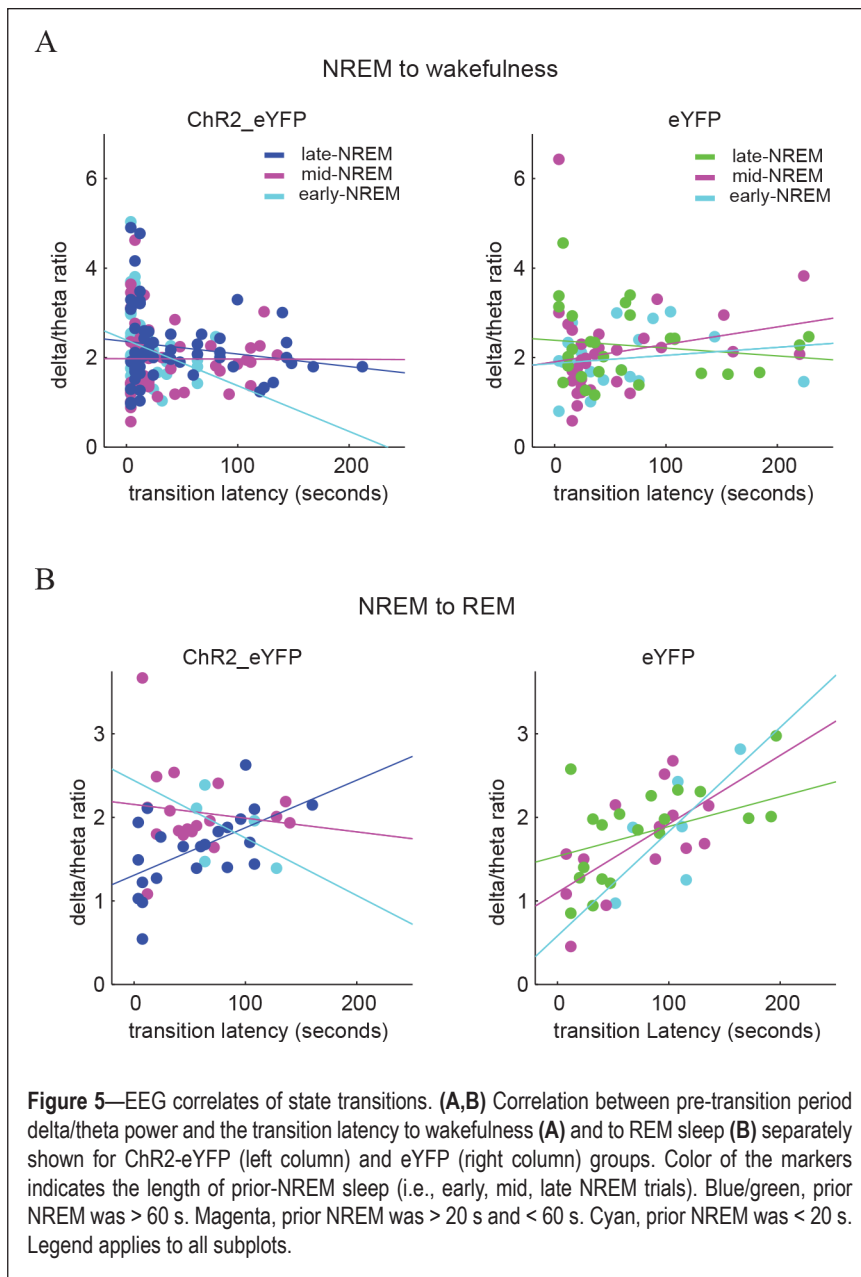 A
NREM to wakefulness
ChR2_eYFP
eYFP
late-NREM
mid-NREM
early-NREM
late-NREM
mid-NREM
early-NREM
delta/theta ratio
6
4
2
0
0 100 200
transition latency (seconds)
delta/theta ratio
6
4
2
0
0 100 200
transition latency (seconds)
B
NREM to REM
ChR2_eYFP
eYFP
delta/theta ratio
3
2
1
0
0 100 200
transition latency (seconds)
delta/theta ratio
3
2
1
0
0 100 200
transition Latency (seconds)
Figure 5—EEG correlates of state transitions. (A,B) Correlation between pre-transition period
delta/theta power and the transition latency to wakefulness (A) and to REM sleep (B) separately
shown for ChR2-eYFP (left column) and eYFP (right column) groups. Color of the markers
indicates the length of prior-NREM sleep (i.e., early, mid, late NREM trials). Blue/green, prior
NREM was > 60 s. Magenta, prior NREM was > 20 s and < 60 s. Cyan, prior NREM was < 20 s.
Legend applies to all subplots.